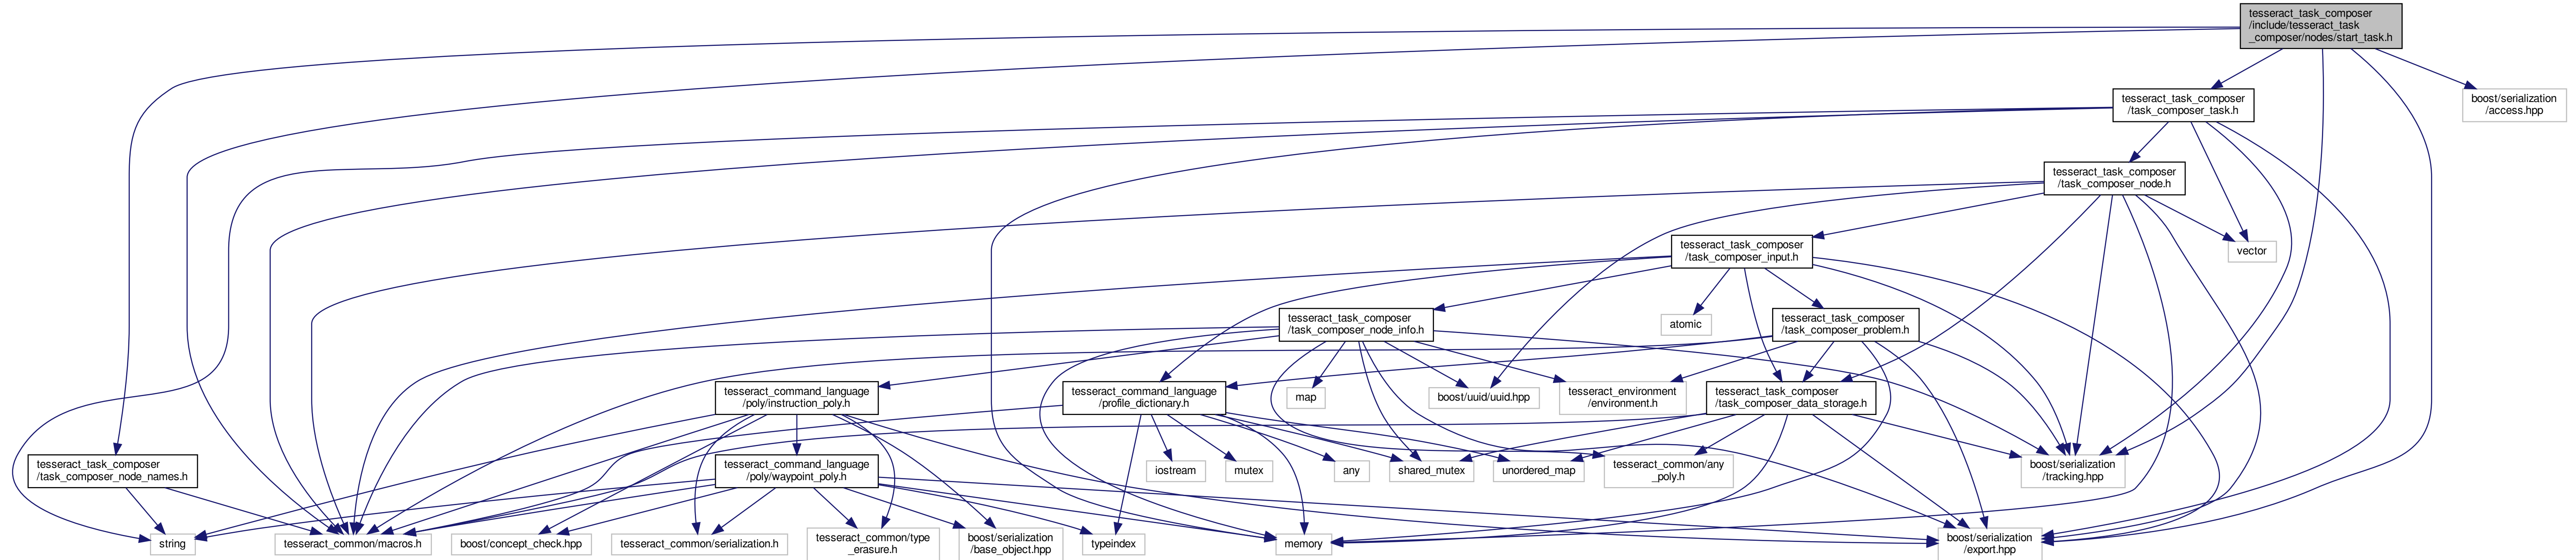 tesseract_task_composer
/include/tesseract_task
_composer/nodes/start_task.h
tesseract_task_composer
/task_composer_task.h
boost/serialization
/access.hpp
tesseract_task_composer
/task_composer_node.h
tesseract_task_composer
/task_composer_input.h
vector
tesseract_task_composer
/task_composer_node_info.h
atomic
tesseract_task_composer
/task_composer_problem.h
tesseract_command_language
/poly/instruction_poly.h
tesseract_command_language
/profile_dictionary.h
map
boost/uuid/uuid.hpp
tesseract_environment
/environment.h
tesseract_task_composer
/task_composer_data_storage.h
tesseract_task_composer
/task_composer_node_names.h
tesseract_command_language
/poly/waypoint_poly.h
iostream
mutex
any
shared_mutex
unordered_map
tesseract_common/any
_poly.h
boost/serialization
/tracking.hpp
string
tesseract_common/macros.h
boost/concept_check.hpp
tesseract_common/serialization.h
tesseract_common/type
_erasure.h
boost/serialization
/base_object.hpp
typeindex
memory
boost/serialization
/export.hpp